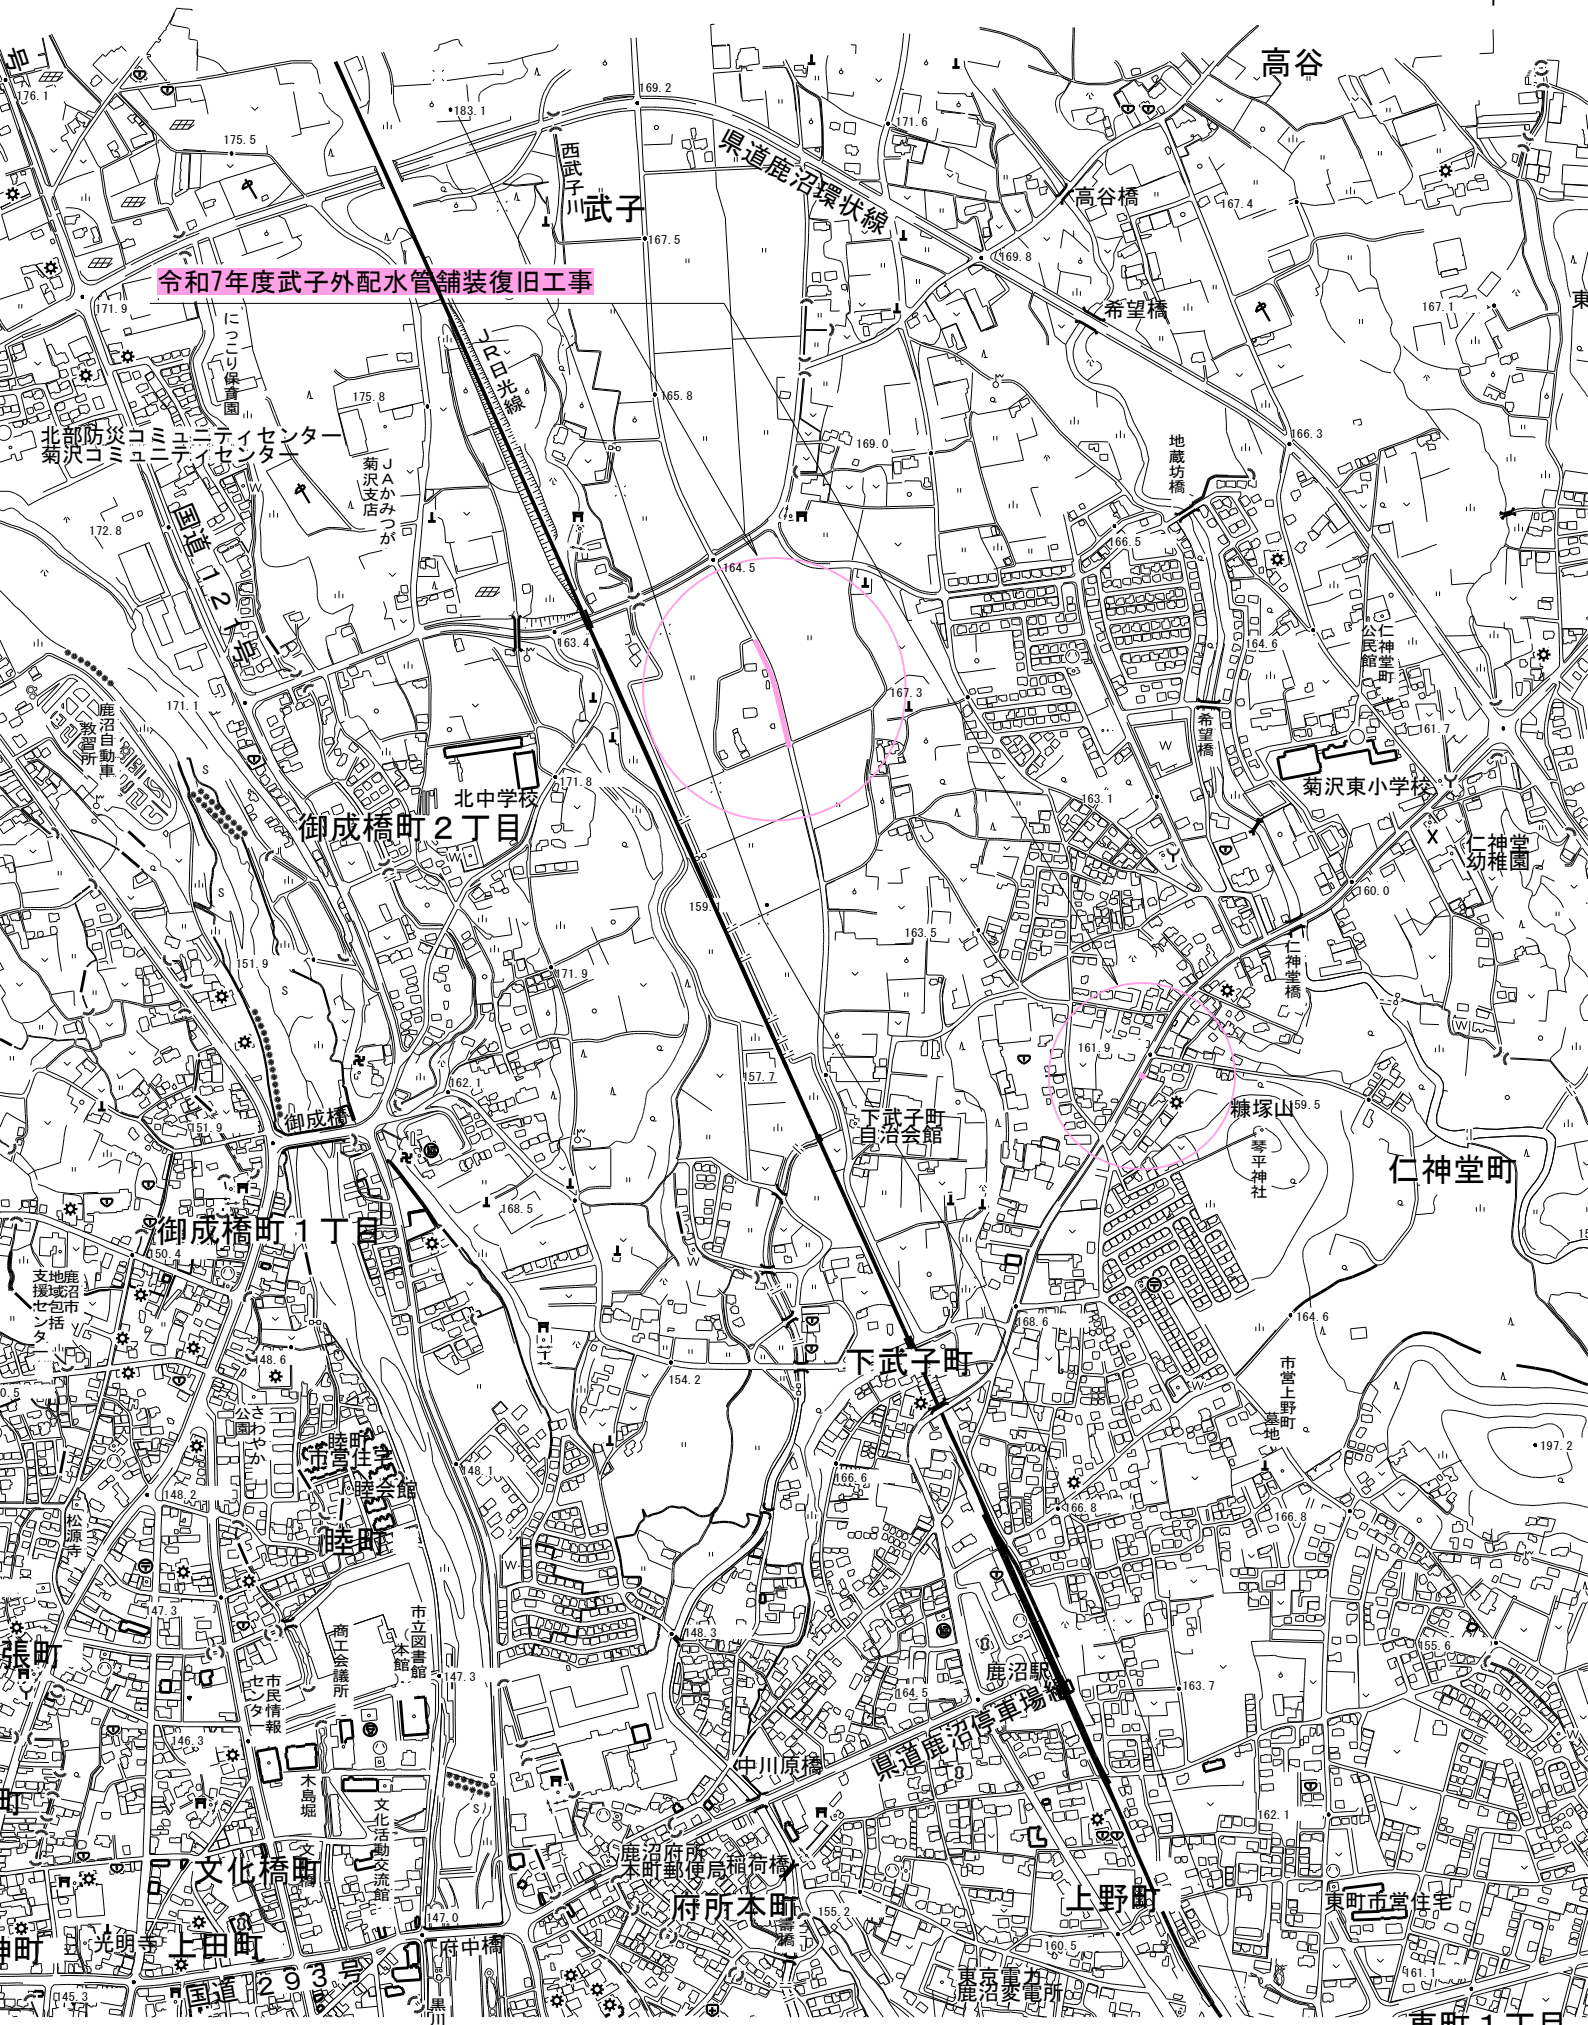 高谷
号
176.1
183.1
169.2
171.6
175.5
西武子川
武子
県道鹿沼環状線
高谷橋
167.4
167.5
169.8
令和7年度武子外配水管舗装復旧工事
171.9
希望橋
167.1
東
にっこり保育園
JR日光線
175.8
165.8
169.0
166.3
北部防災コミュニティセンター
菊沢コミュニティセンター
地蔵坊橋
JAかみつが
菊沢支店
国道121号
172.8
166.5
164.5
163.4
164.6
仁神堂町
公民館
171.1
167.3
鹿沼自動車
教習所
希望橋
161.7
171.8
北中学校
菊沢東小学校
163.1
御成橋町2丁目
仁神堂
幼稚園
160.0
159.1
163.5
仁神堂橋
151.9
171.9
161.9
157.7
162.1
御成橋
151.9
下武子町
自治会館
糠塚山
59.5
琴平神社
仁神堂町
168.5
御成橋町1丁目
150.4
鹿沼市
地域包括
支援センタ
168.6
164.6
148.6
下武子町
154.2
市営上野町
墓地
0.5
さわやか
公園
睦町
市営住宅
睦会館
148.1
166.6
197.2
148.2
166.8
166.8
松源寺
睦町
147.3
148.3
155.6
張町
商工会議所
市立図書館
本館
147.3
市民情報
センタ
鹿沼駅
164.5
163.7
県道鹿沼停車場線
146.3
中川原橋
木島堀
文化活動交流館
162.1
町
鹿沼府所
本町郵便局
稲荷橋
文化橋町
文化橋
府所本町
上野町
東町市営住宅
147.0
155.2
壽橋
光明寺
上田町
府中橋
160.5
国道293号
東京電力
鹿沼変電所
161.1
145.3
黒川
東町1丁目